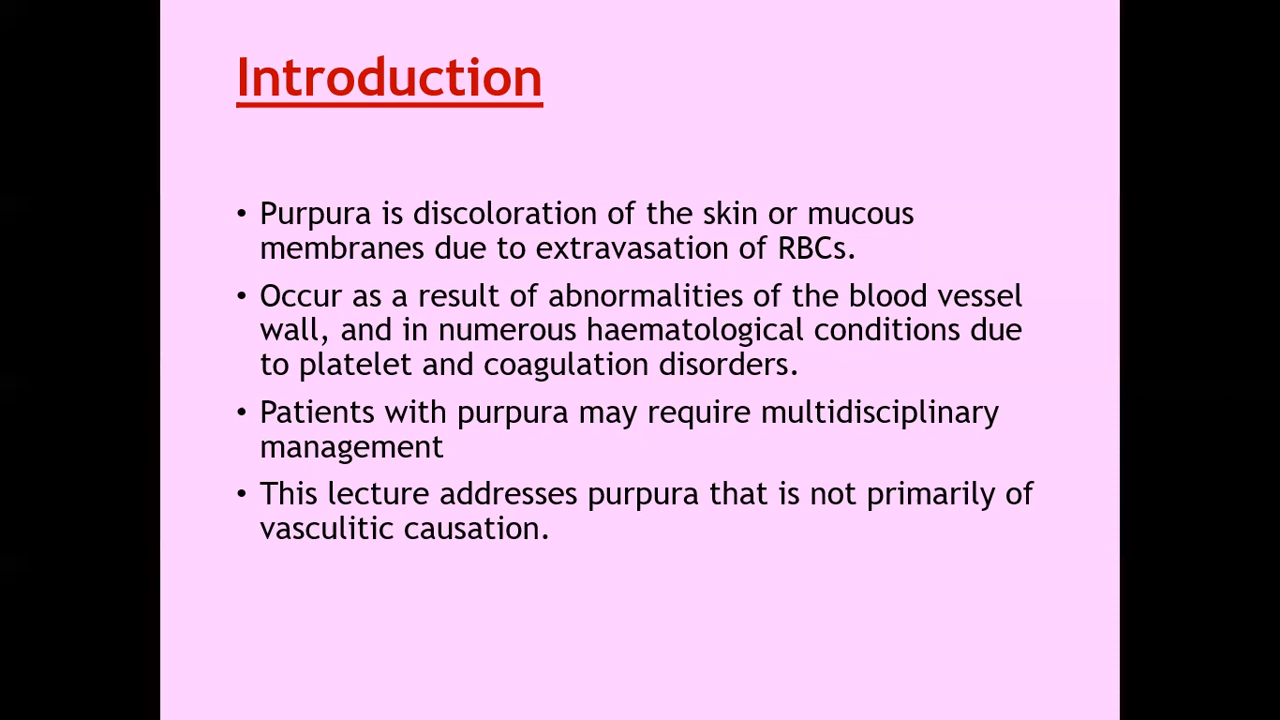 Introduction
• Purpura is discoloration of the skin or mucous
membranes due to extravasation of RBCs.
• Occur as a result of abnormalities of the blood vessel
wall, and in numerous haematological conditions due
to platelet and coagulation disorders.
• Patients with purpura may require multidisciplinary
management
• This lecture addresses purpura that is not primarily of
vasculitic causation.